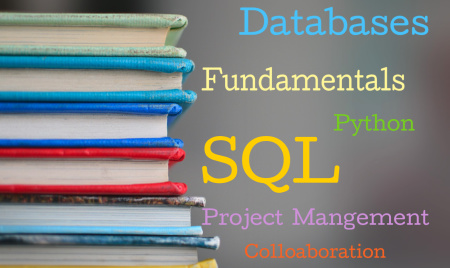 Databases
Fundamentals
Python
SQL
Project Mangement
Colloaboration